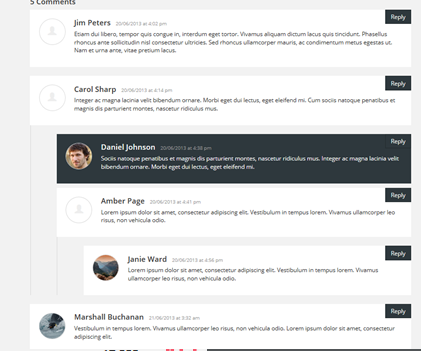 5 Comments
Jim Peters 20/06/2013 at 4:02 pm Reply
Etiam dui libero, tempor quis congue in, interdum eget tortor. Vivamus aliquam dictum lacus quis tincidunt. Phasellus
rhoncus ante sollicitudin nisl consectetur ultricies. Sed rhoncus ullamcorper mauris, ac condimentum metus egestas ut.
Nam et urna ante, vitae pretium lacus.
Carol Sharp 20/06/2013 at 4:14 pm Reply
Integer ac magna lacinia velit bibendum ornare. Morbi eget dui lectus, eget eleifend mi. Cum sociis natoque penatibus et
magnis dis parturient montes, nascetur ridiculus mus.
Daniel Johnson 20/06/2013 at 4:38 pm Reply
Sociis natoque penatibus et magnis dis parturient montes, nascetur ridiculus mus. Integer ac magna lacinia velit
bibendum ornare. Morbi eget dui lectus, eget eleifend mi.
Amber Page 20/06/2013 at 4:41 pm Reply
Lorem ipsum dolor sit amet, consectetur adipiscing elit. Vestibulum in tempus lorem. Vivamus ullamcorper leo
risus, non vehicula odio.
Janie Ward 20/06/2013 at 4:56 pm Reply
Lorem ipsum dolor sit amet, consectetur adipiscing elit. Vestibulum in tempus lorem. Vivamus
ullamcorper leo risus, non vehicula odio.
Marshall Buchanan 21/06/2013 at 3:32 am Reply
Vestibulum in tempus lorem. Vivamus ullamcorper leo risus, non vehicula odio. Lorem ipsum dolor sit amet, consectetur
adipiscing elit.